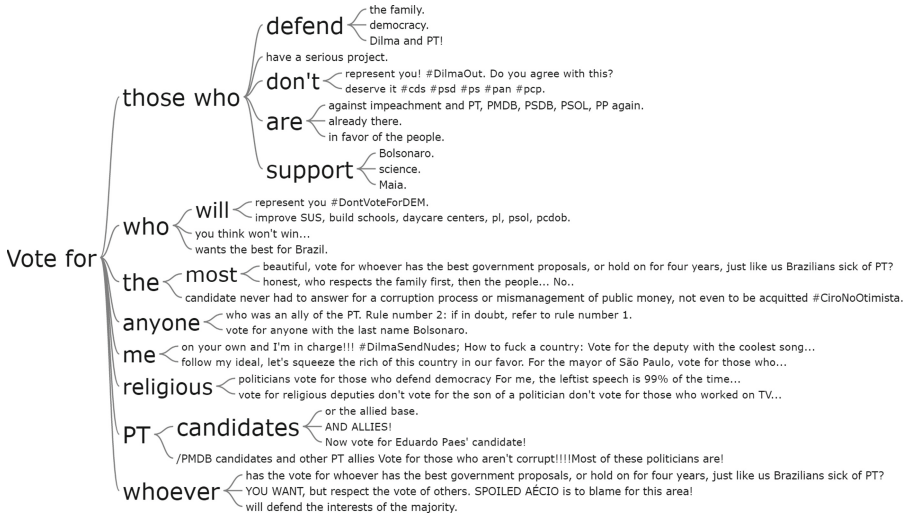 Vote for
those who
defend
the family.
democracy.
Dilma and PT!
have a serious project.
don't
represent you! #DilmaOut. Do you agree with this?
deserve it #cds #psd #ps #pan #pcp.
are
against impeachment and PT, PMDB, PSDB, PSOL, PP again.
already there.
in favor of the people.
support
Bolsonaro.
science.
Maia.
who
will
represent you #DontVoteForDEM.
improve SUS, build schools, daycare centers, pl, psol, pcdob.
you think won't win...
wants the best for Brazil.
the
most
beautiful, vote for whoever has the best government proposals, or hold on for four years, just like us Brazilians sick of PT?
honest, who respects the family first, then the people... No..
candidate never had to answer for a corruption process or mismanagement of public money, not even to be acquitted #CiroNoOtimista.
anyone
who was an ally of the PT. Rule number 2: if in doubt, refer to rule number 1.
vote for anyone with the last name Bolsonaro.
me
on your own and I'm in charge!!! #DilmaSendNudes; How to fuck a country: Vote for the deputy with the coolest song...
follow my ideal, let's squeeze the rich of this country in our favor. For the mayor of São Paulo, vote for those who...
religious
politicians vote for those who defend democracy For me, the leftist speech is 99% of the time...
vote for religious deputies don't vote for the son of a politician don't vote for those who worked on TV...
PT
candidates
or the allied base.
AND ALLIES!
Now vote for Eduardo Paes' candidate!
/PMDB candidates and other PT allies Vote for those who aren't corrupt!!!!Most of these politicians are!
whoever
has the vote for whoever has the best government proposals, or hold on for four years, just like us Brazilians sick of PT?
YOU WANT, but respect the vote of others. SPOILED AÉCIO is to blame for this area!
will defend the interests of the majority.